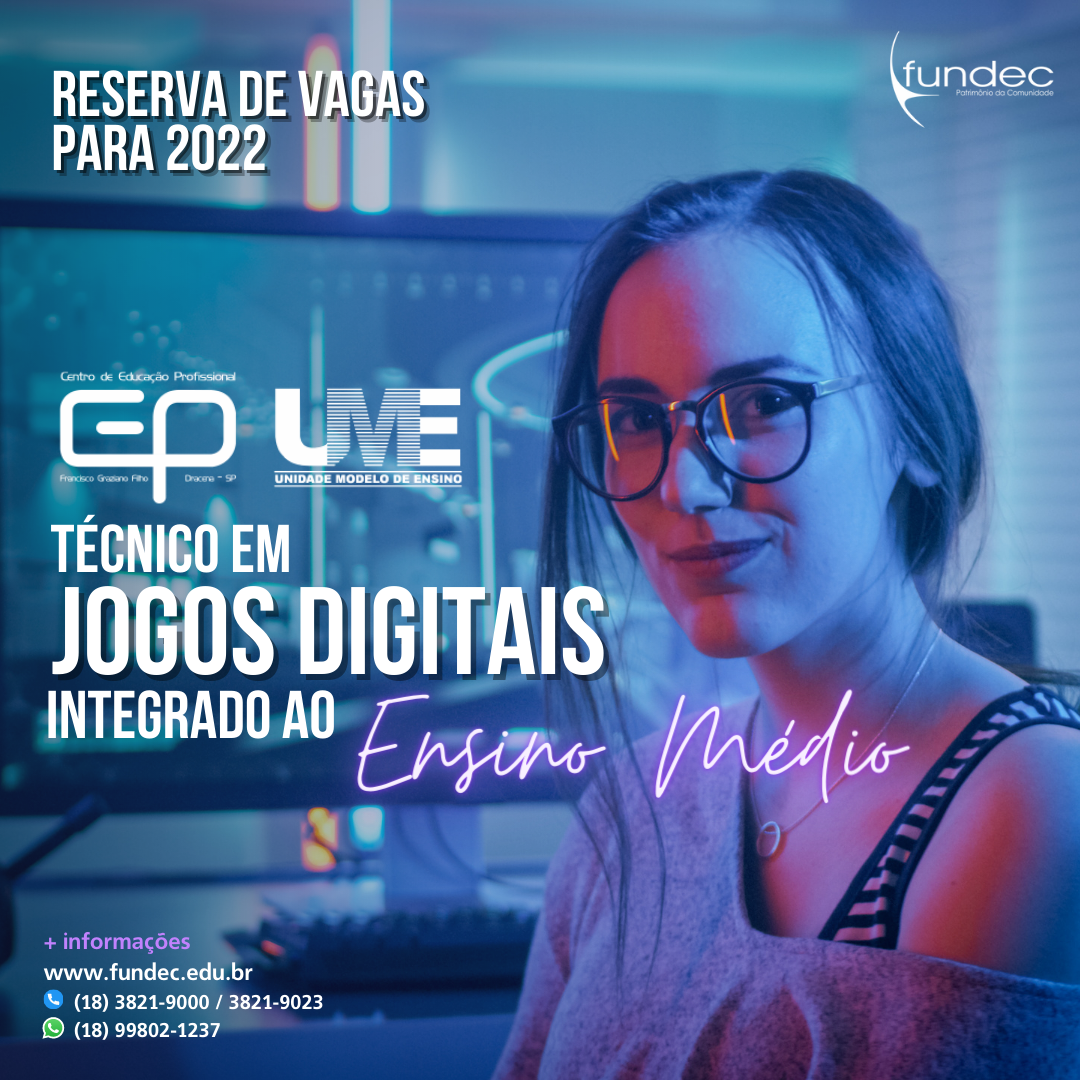 RESERVA DE VAGAS
PARA 2022
fundec
Patrimônio da Comunidade
Centro de Educação Profissional
CEP
Francisco Graziano Filho Dracena - SP
UME
UNIDADE MODELO DE ENSINO
TÉCNICO EM
JOGOS DIGITAIS
INTEGRADO AO Ensino Médio
+ informações
www.fundec.edu.br
(18) 3821-9000 / 3821-9023
(18) 99802-1237